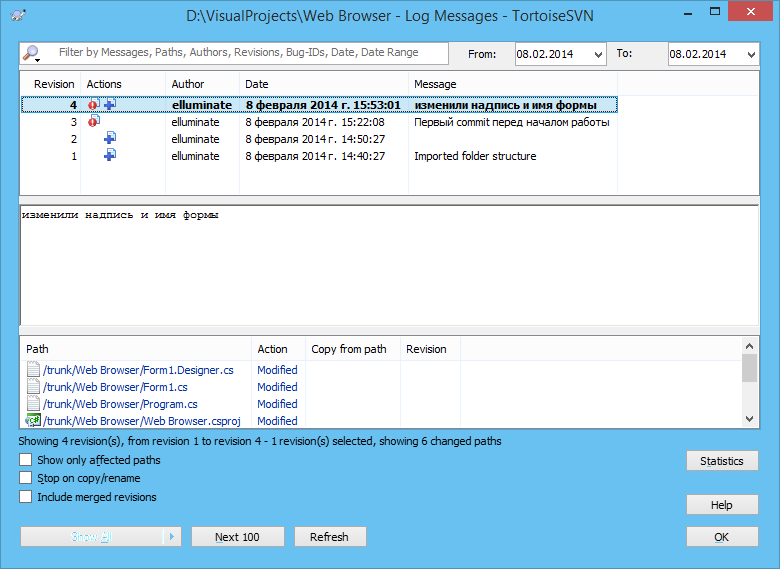 D:\VisualProjects\Web Browser - Log Messages - TortoiseSVN
Filter by Messages, Paths, Authors, Revisions, Bug-IDs, Date, Date Range From: 08.02.2014 To: 08.02.2014
Revision Actions Author Date Message
4 elluminate 8 февраля 2014 г. 15:53:01 изменили надпись и имя формы
3 elluminate 8 февраля 2014 г. 15:22:08 Первый commit перед началом работы
2 elluminate 8 февраля 2014 г. 14:50:27
1 elluminate 8 февраля 2014 г. 14:40:27 Imported folder structure
изменили надпись и имя формы
Path Action Copy from path Revision
/trunk/Web Browser/Form1.Designer.cs Modified
/trunk/Web Browser/Form1.cs Modified
/trunk/Web Browser/Program.cs Modified
/trunk/Web Browser/Web Browser.csproj Modified
Showing 4 revision(s), from revision 1 to revision 4 - 1 revision(s) selected, showing 6 changed paths
Show only affected paths
Statistics
Stop on copy/rename
Include merged revisions
Help
Show All Next 100 Refresh OK